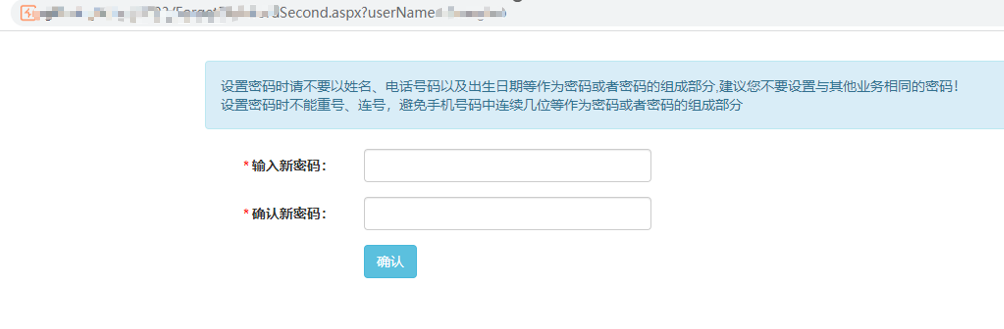 Second.aspx?userName
设置密码时请不要以姓名、电话号码以及出生日期等作为密码或者密码的组成部分,建议您不要设置与其他业务相同的密码!
设置密码时不能重号、连号，避免手机号码中连续几位等作为密码或者密码的组成部分
*输入新密码：
*确认新密码：
确认